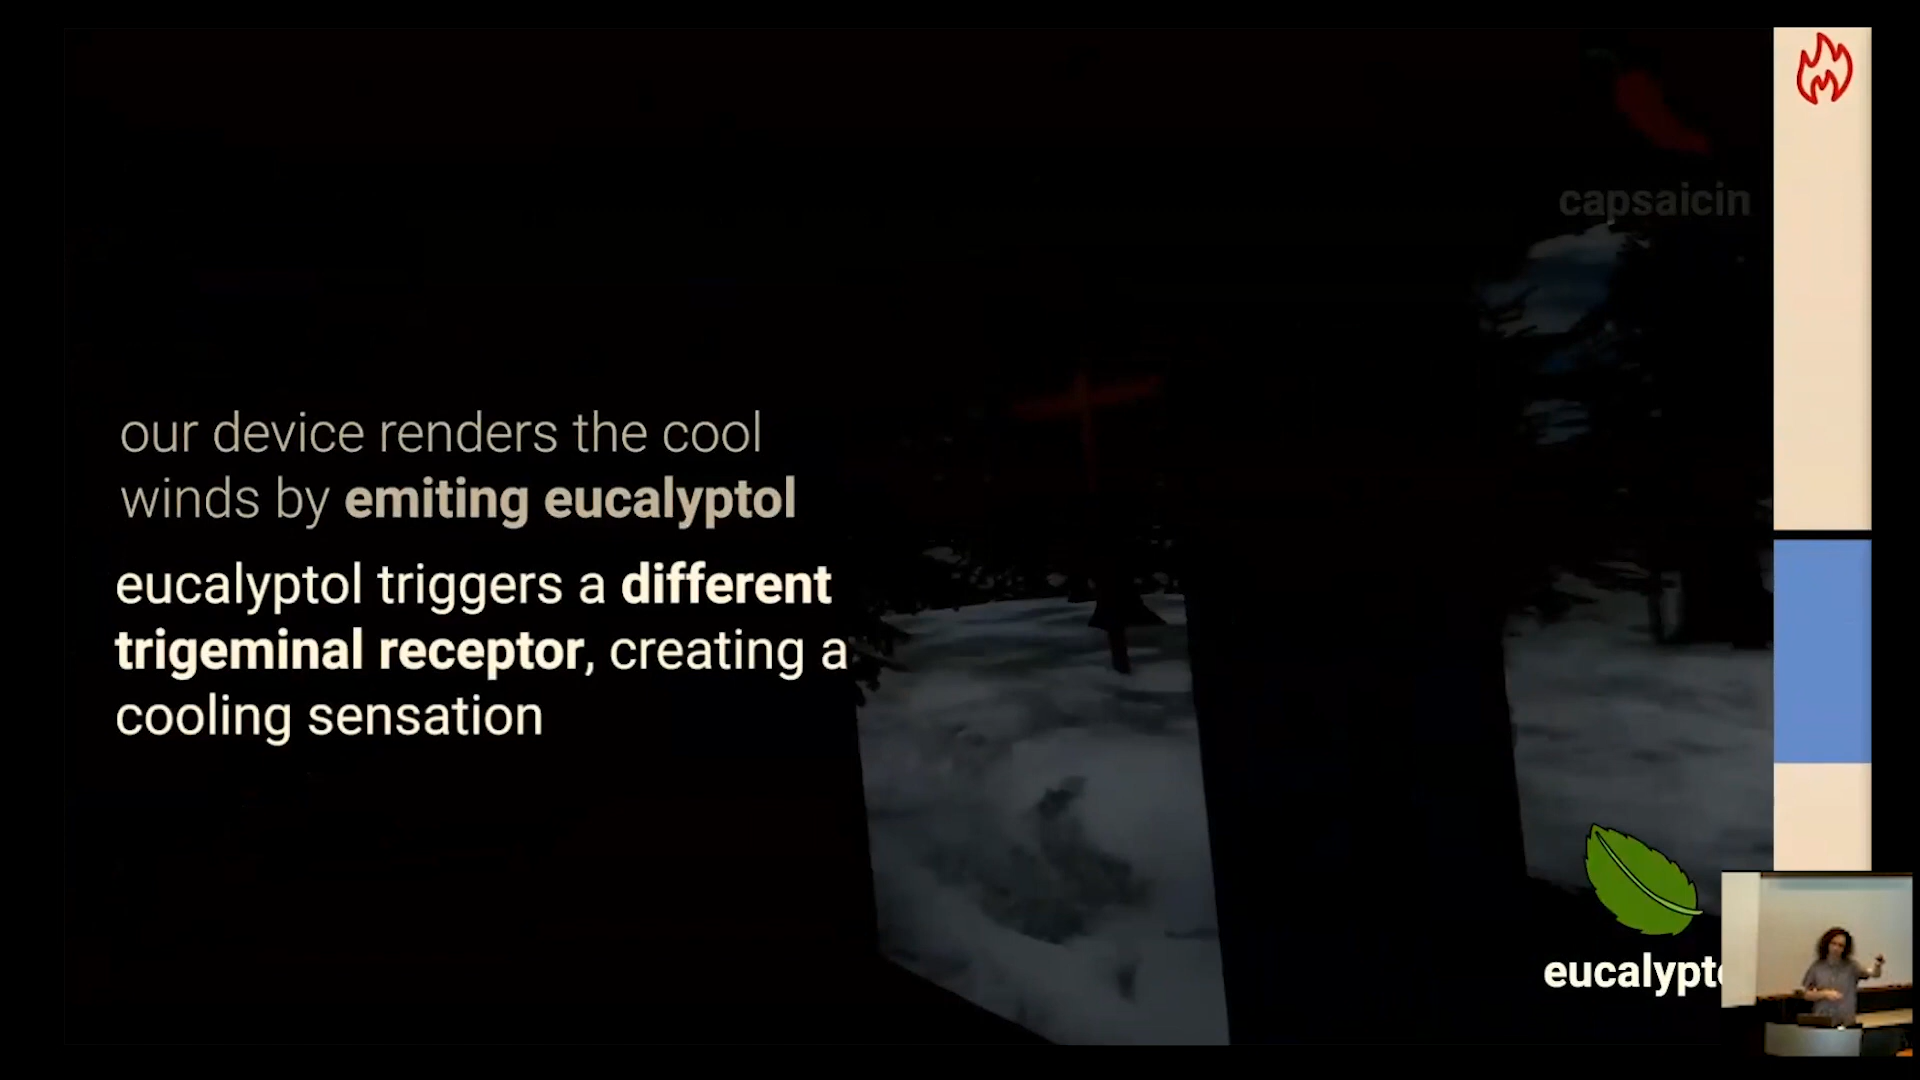 capsaicin
our device renders the cool
winds by emiting eucalyptol
eucalyptol triggers a different
trigeminal receptor, creating a
cooling sensation